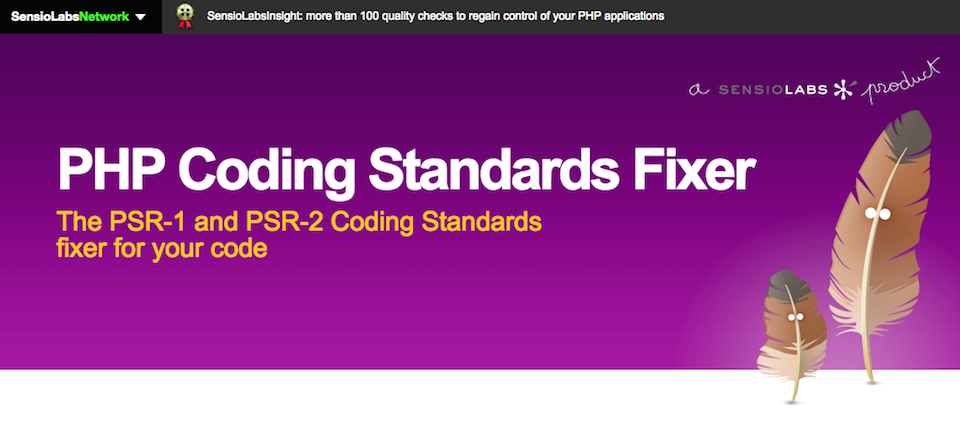 SensioLabsNetwork
SensioLabsInsight: more than 100 quality checks to regain control of your PHP applications
a SENSIOLABS product
PHP Coding Standards Fixer
The PSR-1 and PSR-2 Coding Standards
fixer for your code